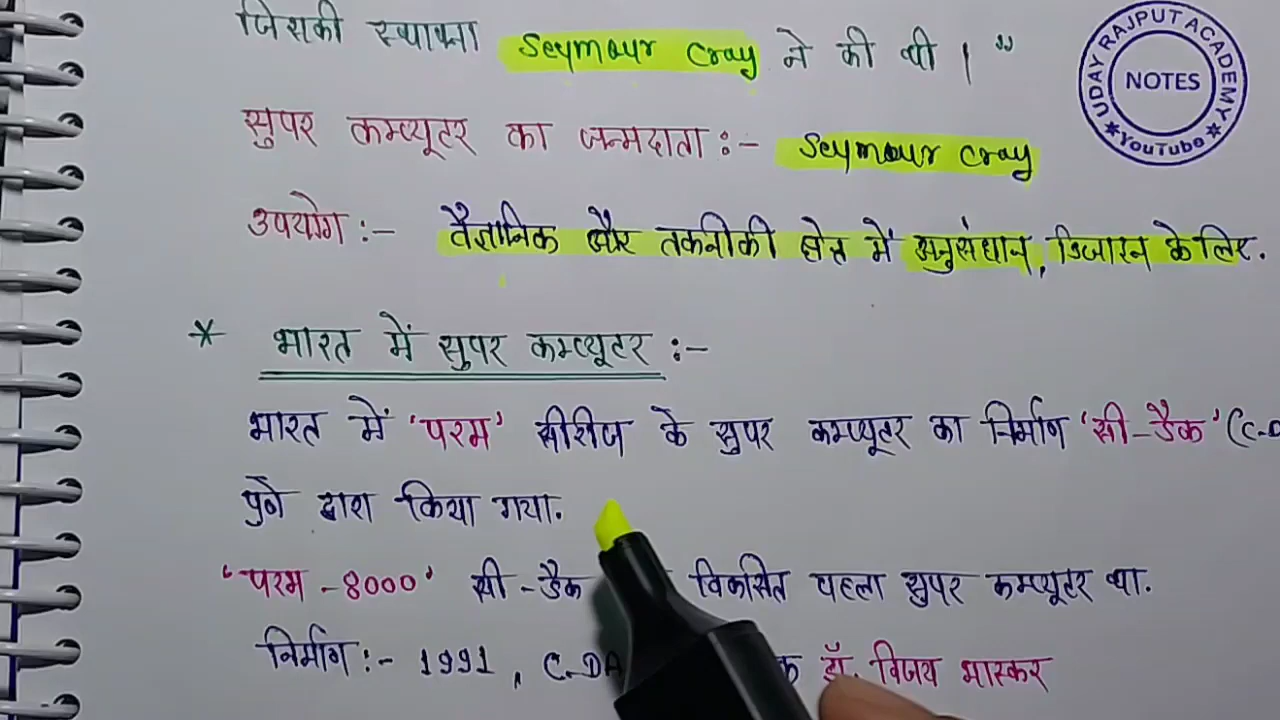 जिसकी स्थापना Seymour Cray ने की थी । ”
सुपर कम्प्यूटर का जन्मदाता :- Seymour Cray
उपयोग :- वैज्ञानिक और तकनीकी क्षेत्र में अनुसंधान, डिजाइन के लिए.
* भारत में सुपर कम्प्यूटर :-
भारत में 'परम' सीरीज के सुपर कम्प्यूटर का निर्माण 'सी-डैक' (C-D
पुणे द्वारा किया गया.
'परम - 8000' सी-डैक विकसित पहला सुपर कम्प्यूटर था.
निर्माण :- 1991, C-DA डॉ. विजय भास्कर
UDAY RAJPUT ACADEMY
NOTES
YouTube